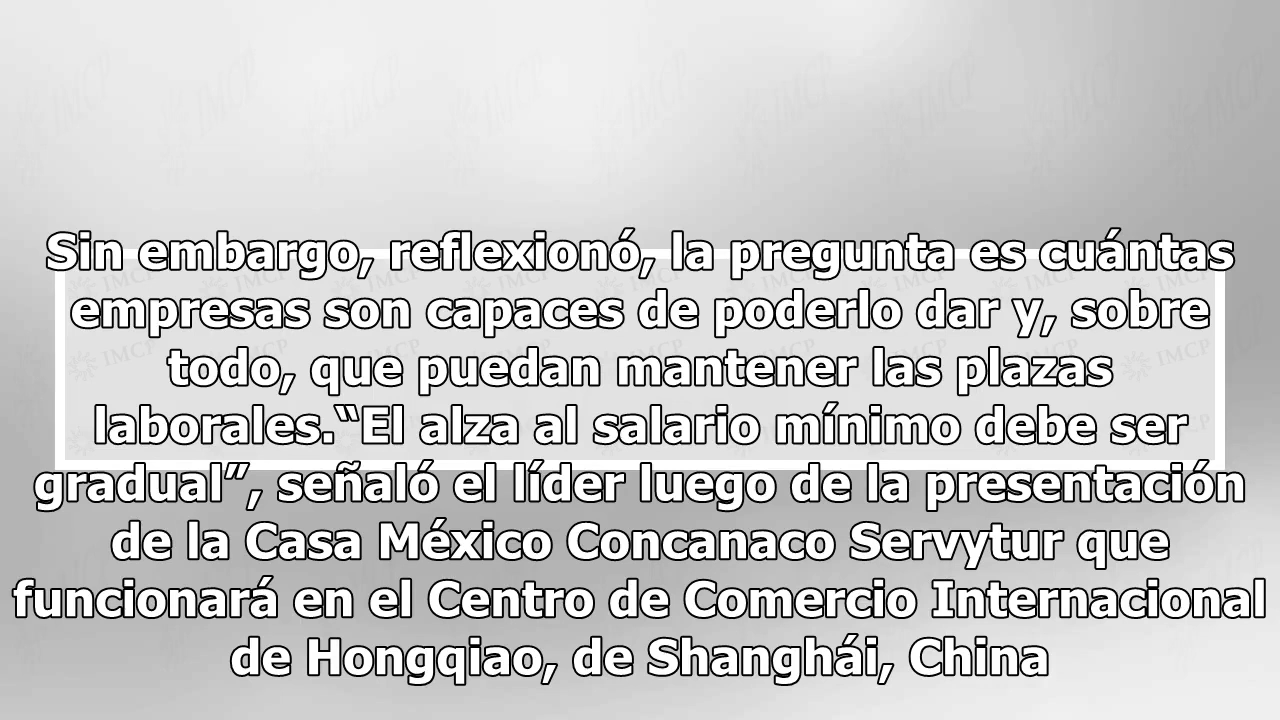 Sin embargo, reflexionó, la pregunta es cuántas
empresas son capaces de poderlo dar y, sobre
todo, que puedan mantener las plazas
laborales.“El alza al salario mínimo debe ser
gradual”, señaló el líder luego de la presentación
de la Casa México Concanaco Servytur que
funcionará en el Centro de Comercio Internacional
de Hongqiao, de Shanghái, China
IMCP